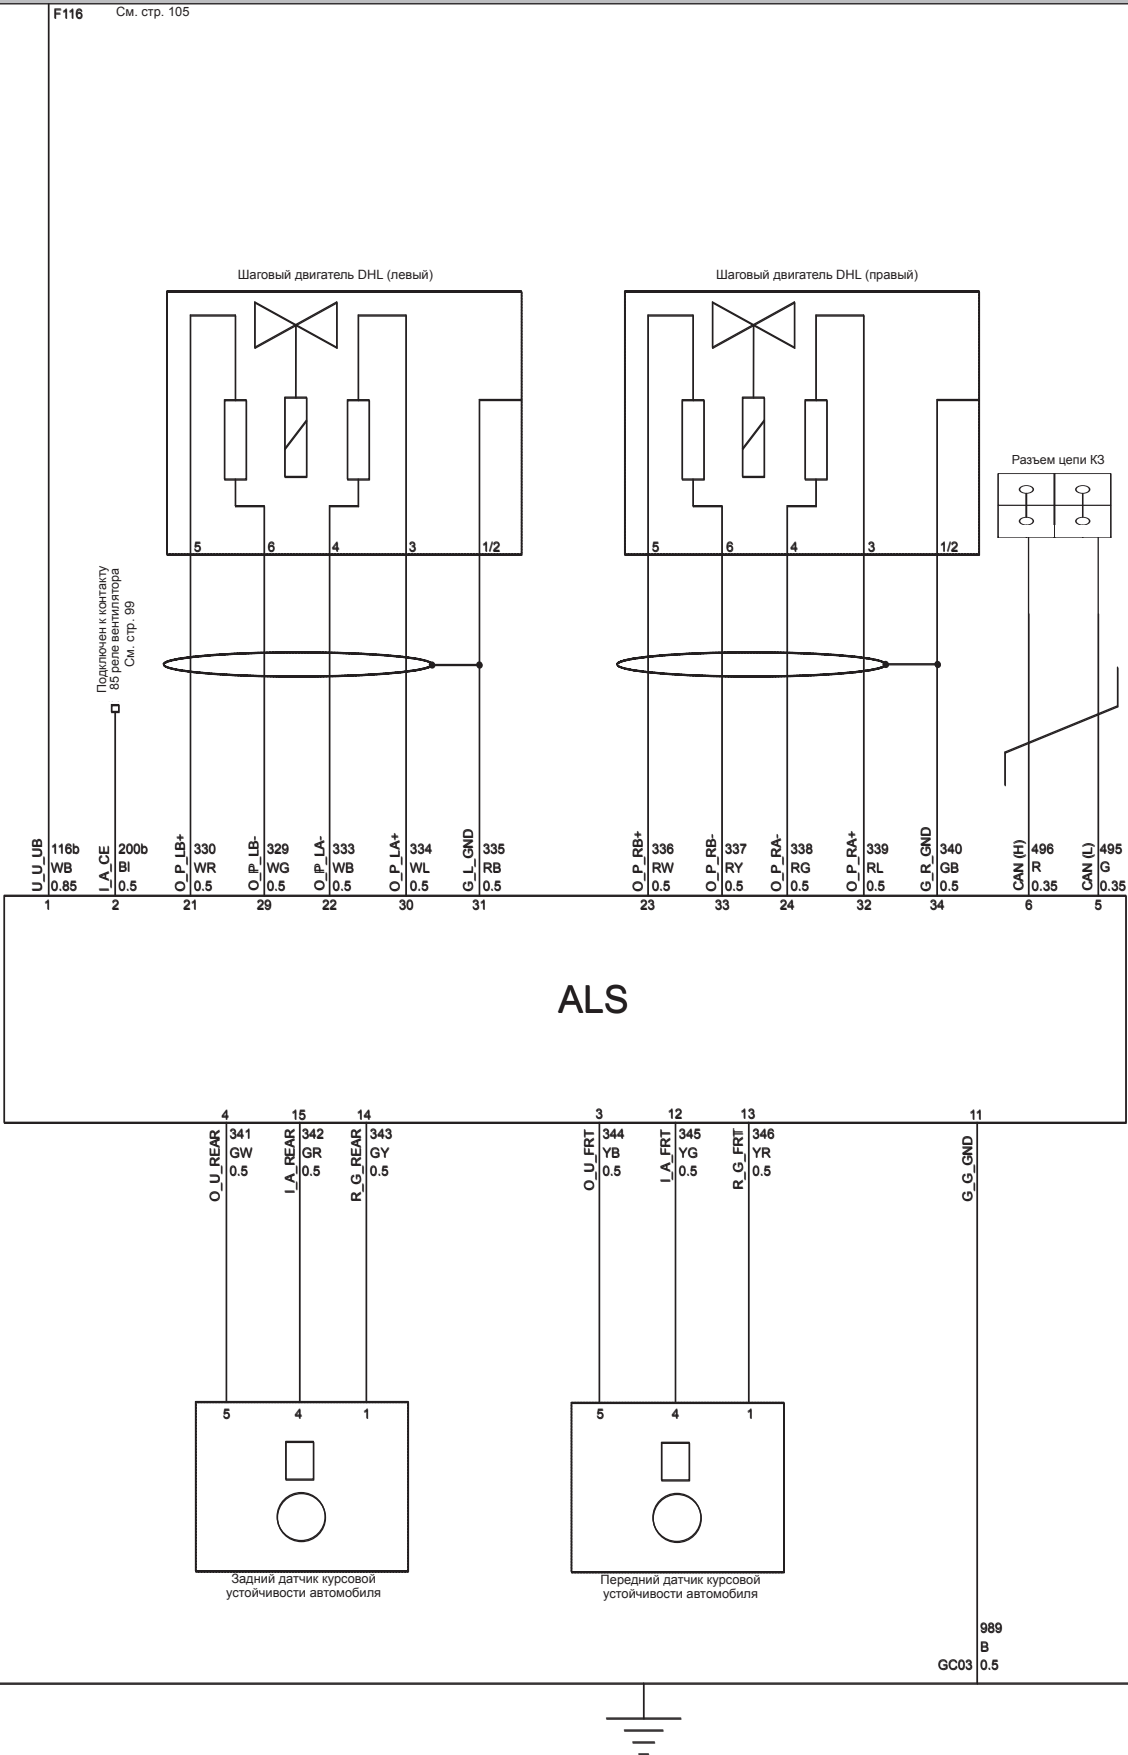 F116 См. стр. 105
Шаговый двигатель DHL (левый)
Шаговый двигатель DHL (правый)
Разъем цепи КЗ
5 6 4 3 1/2
5 6 4 3 1/2
Подключен к контакту
85 реле вентилятора
См. стр. 99
U_U_UB 116b WB 0.85
I_A_CE 200b Bl 0.5
O_P_LB+ 330 WR 0.5
O_P_LB- 329 WG 0.5
O_P_LA- 333 WB 0.5
O_P_LA+ 334 WL 0.5
G_L_GND 335 RB 0.5
O_P_RB+ 336 RW 0.5
O_P_RB- 337 RY 0.5
O_P_RA- 338 RG 0.5
O_P_RA+ 339 RL 0.5
G_R_GND 340 GB 0.5
CAN (H) 496 R 0.35
CAN (L) 495 G 0.35
1 2 21 29 22 30 31 23 33 24 32 34 6 5
ALS
4 15 14 3 12 13 11
O_U_REAR 341 GW 0.5
I_A_REAR 342 GR 0.5
R_G_REAR 343 GY 0.5
O_U_FRT 344 YB 0.5
I_A_FRT 345 YG 0.5
R_G_FRT 346 YR 0.5
G_G_GND
5 4 1
5 4 1
Задний датчик курсовой
устойчивости автомобиля
Передний датчик курсовой
устойчивости автомобиля
989
B
GC03 0.5